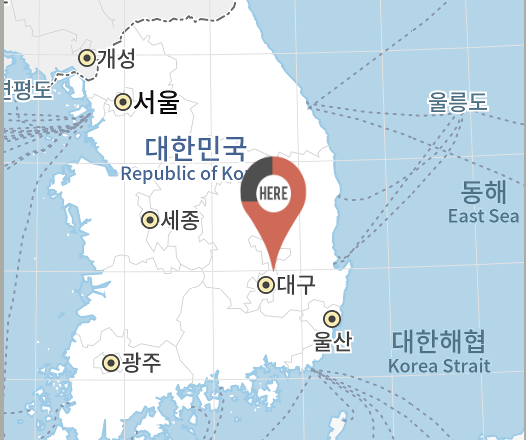 개성
연평도
서울
울릉도
대한민국
Republic of Ko
HERE
동해
East Sea
세종
대구
울산
대한해협
Korea Strait
광주